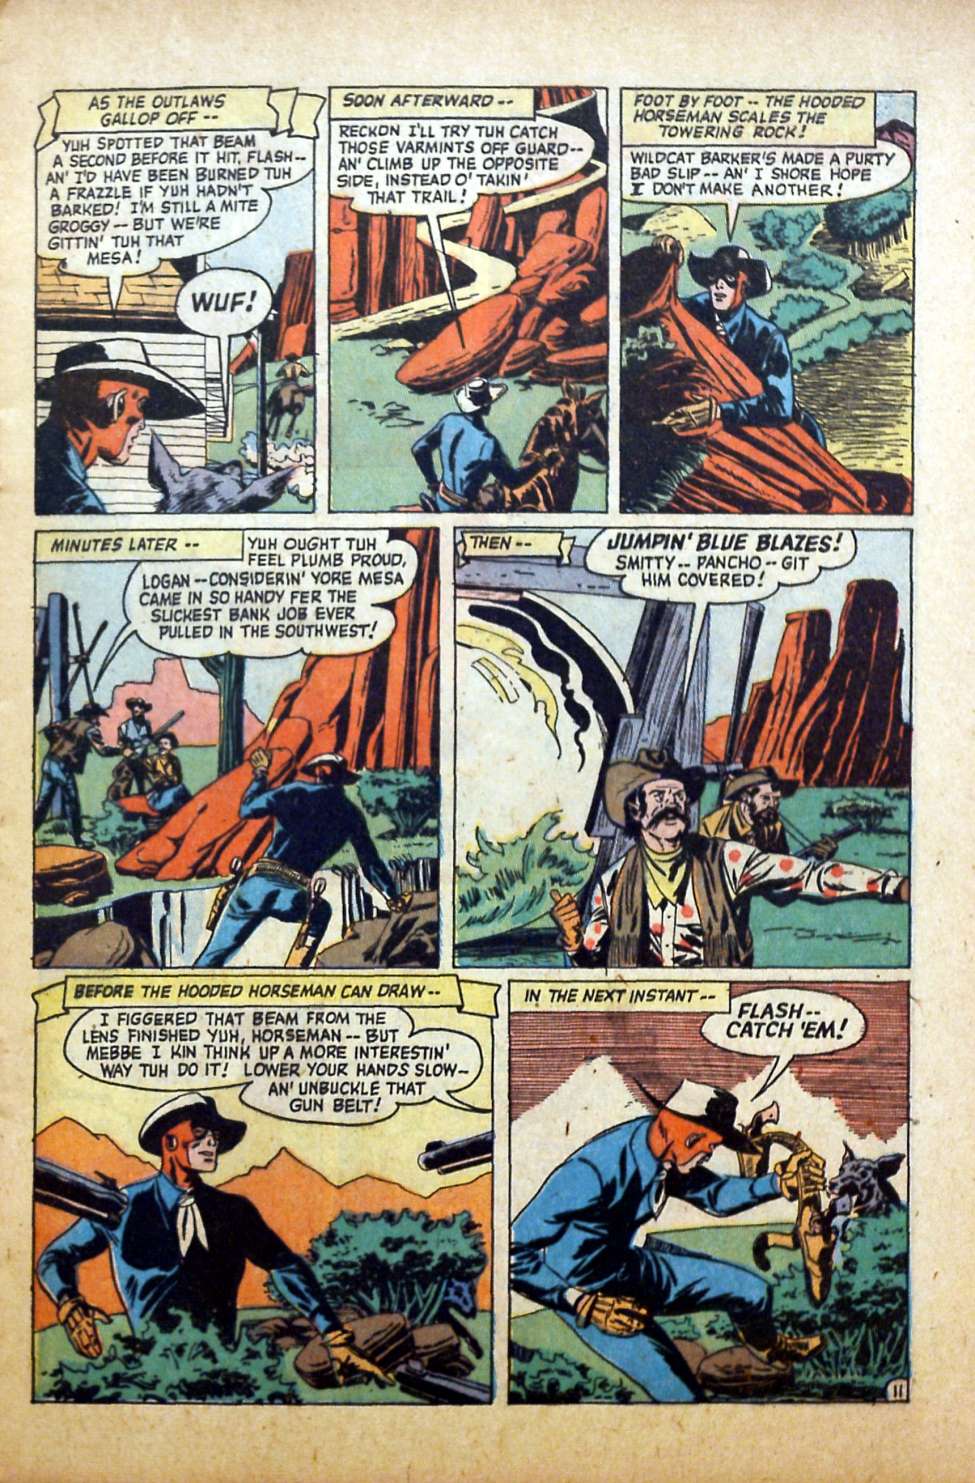 AS THE OUTLAWS
GALLOP OFF --
YUH SPOTTED THAT BEAM
A SECOND BEFORE IT HIT, FLASH--
AN' I'D HAVE BEEN BURNED TUH
A FRAZZLE IF YUH HADN'T
BARKED! I'M STILL A MITE
GROGGY -- BUT WE'RE
GITTIN' TUH THAT
MESA!
WUF!
SOON AFTERWARD --
RECKON I'LL TRY TUH CATCH
THOSE VARMINTS OFF GUARD--
AN' CLIMB UP THE OPPOSITE
SIDE, INSTEAD O' TAKIN'
THAT TRAIL!
FOOT BY FOOT -- THE HOODED
HORSEMAN SCALES THE
TOWERING ROCK!
WILDCAT BARKER'S MADE A PURTY
BAD SLIP -- AN' I SHORE HOPE
I DON'T MAKE ANOTHER!
MINUTES LATER --
YUH OUGHT TUH
FEEL PLUMB PROUD,
LOGAN -- CONSIDERIN' YORE MESA
CAME IN SO HANDY FER THE
SLICKEST BANK JOB EVER
PULLED IN THE SOUTHWEST!
THEN --
JUMPIN' BLUE BLAZES!
SMITTY -- PANCHO -- GIT
HIM COVERED!
BEFORE THE HOODED HORSEMAN CAN DRAW--
I FIGGERED THAT BEAM FROM THE
LENS FINISHED YUH, HORSEMAN -- BUT
MEBBE I KIN THINK UP A MORE INTERESTIN'
WAY TUH DO IT! LOWER YOUR HANDS SLOW--
AN' UNBUCKLE THAT
GUN BELT!
IN THE NEXT INSTANT--
FLASH--
CATCH 'EM!
11